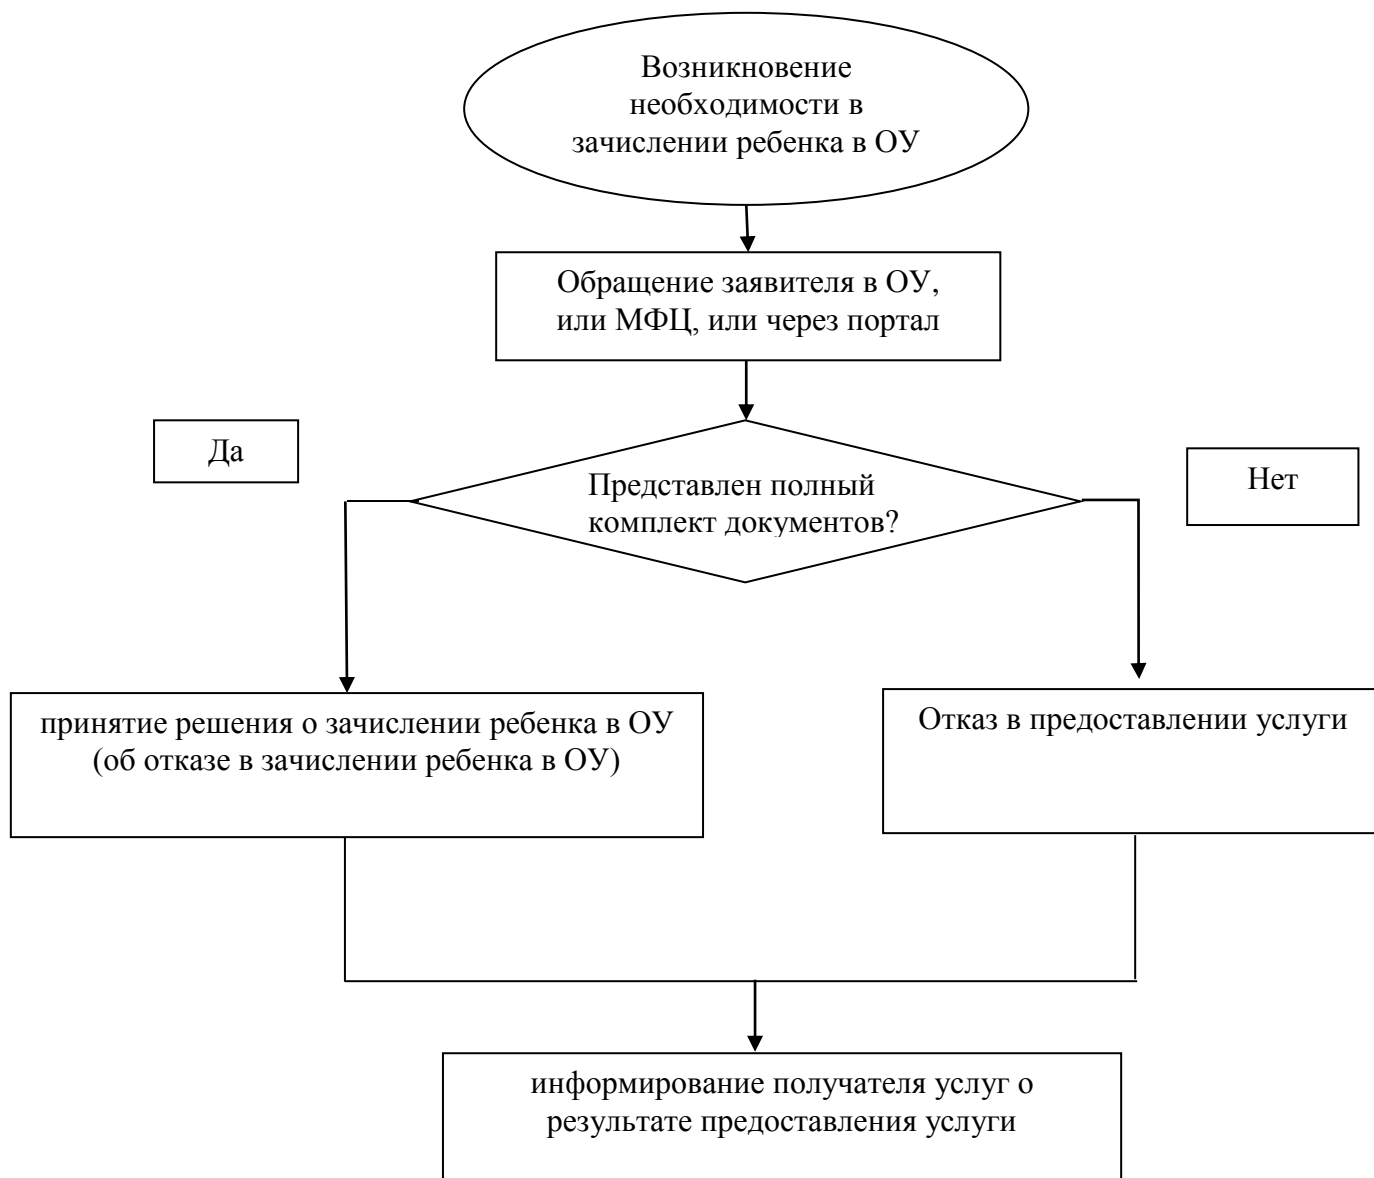 Возникновение
необходимости в
зачислении ребенка в ОУ
Обращение заявителя в ОУ,
или МФЦ, или через портал
Да
Представлен полный
комплект документов?
Нет
принятие решения о зачислении ребенка в ОУ
(об отказе в зачислении ребенка в ОУ)
Отказ в предоставлении услуги
информирование получателя услуг о
результате предоставления услуги